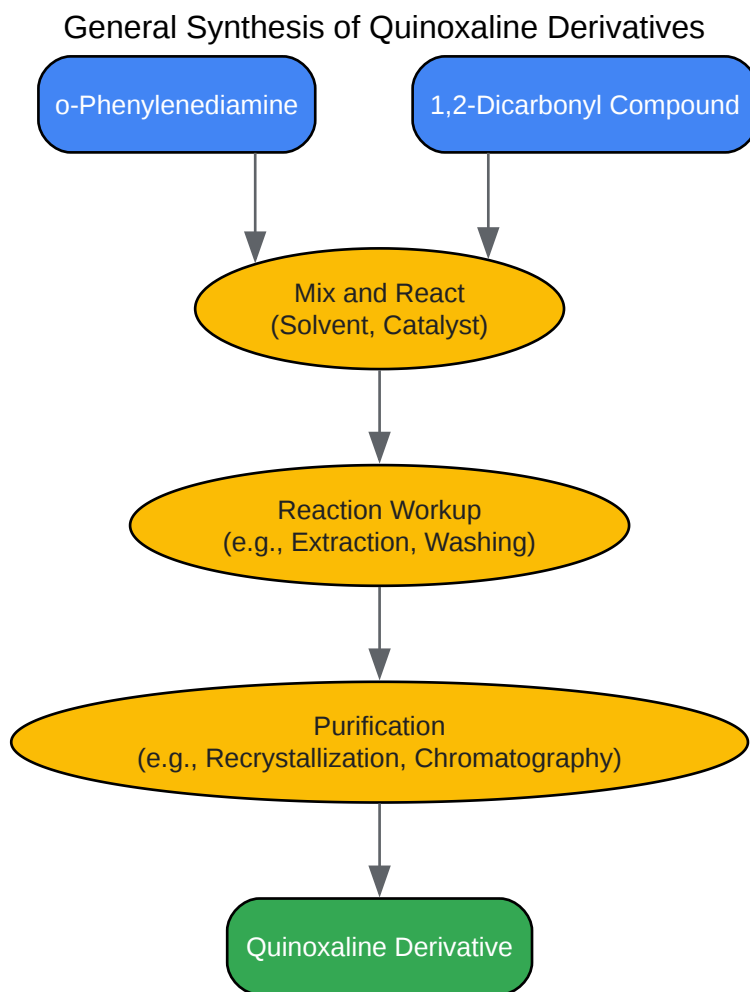 General Synthesis of Quinoxaline Derivatives
o-Phenylenediamine
1,2-Dicarbonyl Compound
Mix and React
(Solvent, Catalyst)
Reaction Workup
(e.g., Extraction, Washing)
Purification
(e.g., Recrystallization, Chromatography)
Quinoxaline Derivative